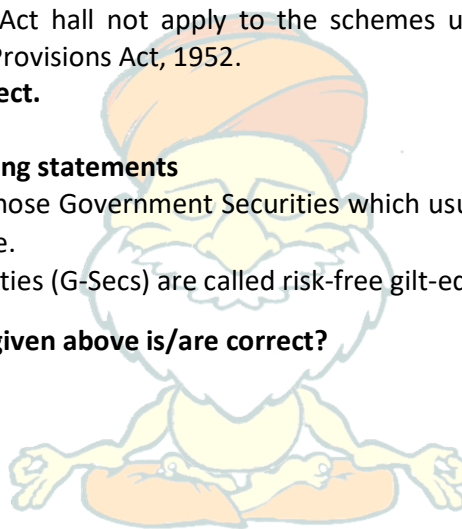 Act hall not apply to the schemes u
Provisions Act, 1952.
ect.
ng statements
hose Government Securities which usu
e.
ties (G-Secs) are called risk-free gilt-ed
given above is/are correct?